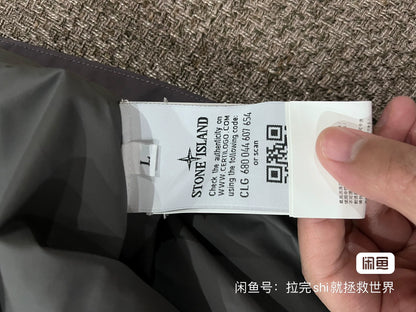 L
STONE ISLAND
Check the authenticity on
WWW.CERTILOGO.COM
using the following code:
CLG 680 044 607 654
or scan
闲鱼
闲鱼号：拉完shi就拯救世界